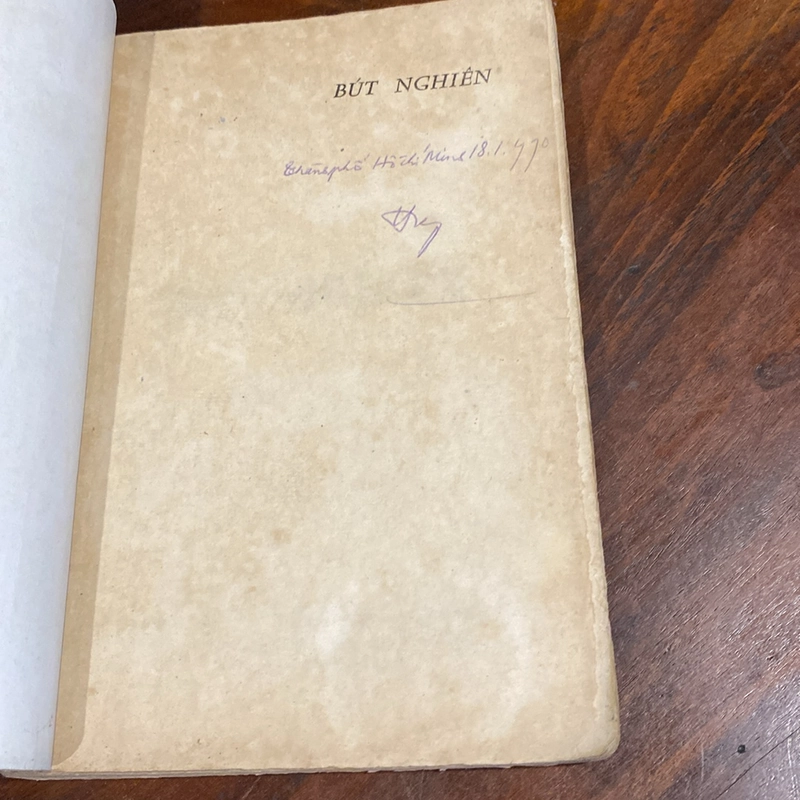 BÚT NGHIÊN
Thành phố Hồ Chí Minh 18.1.1990